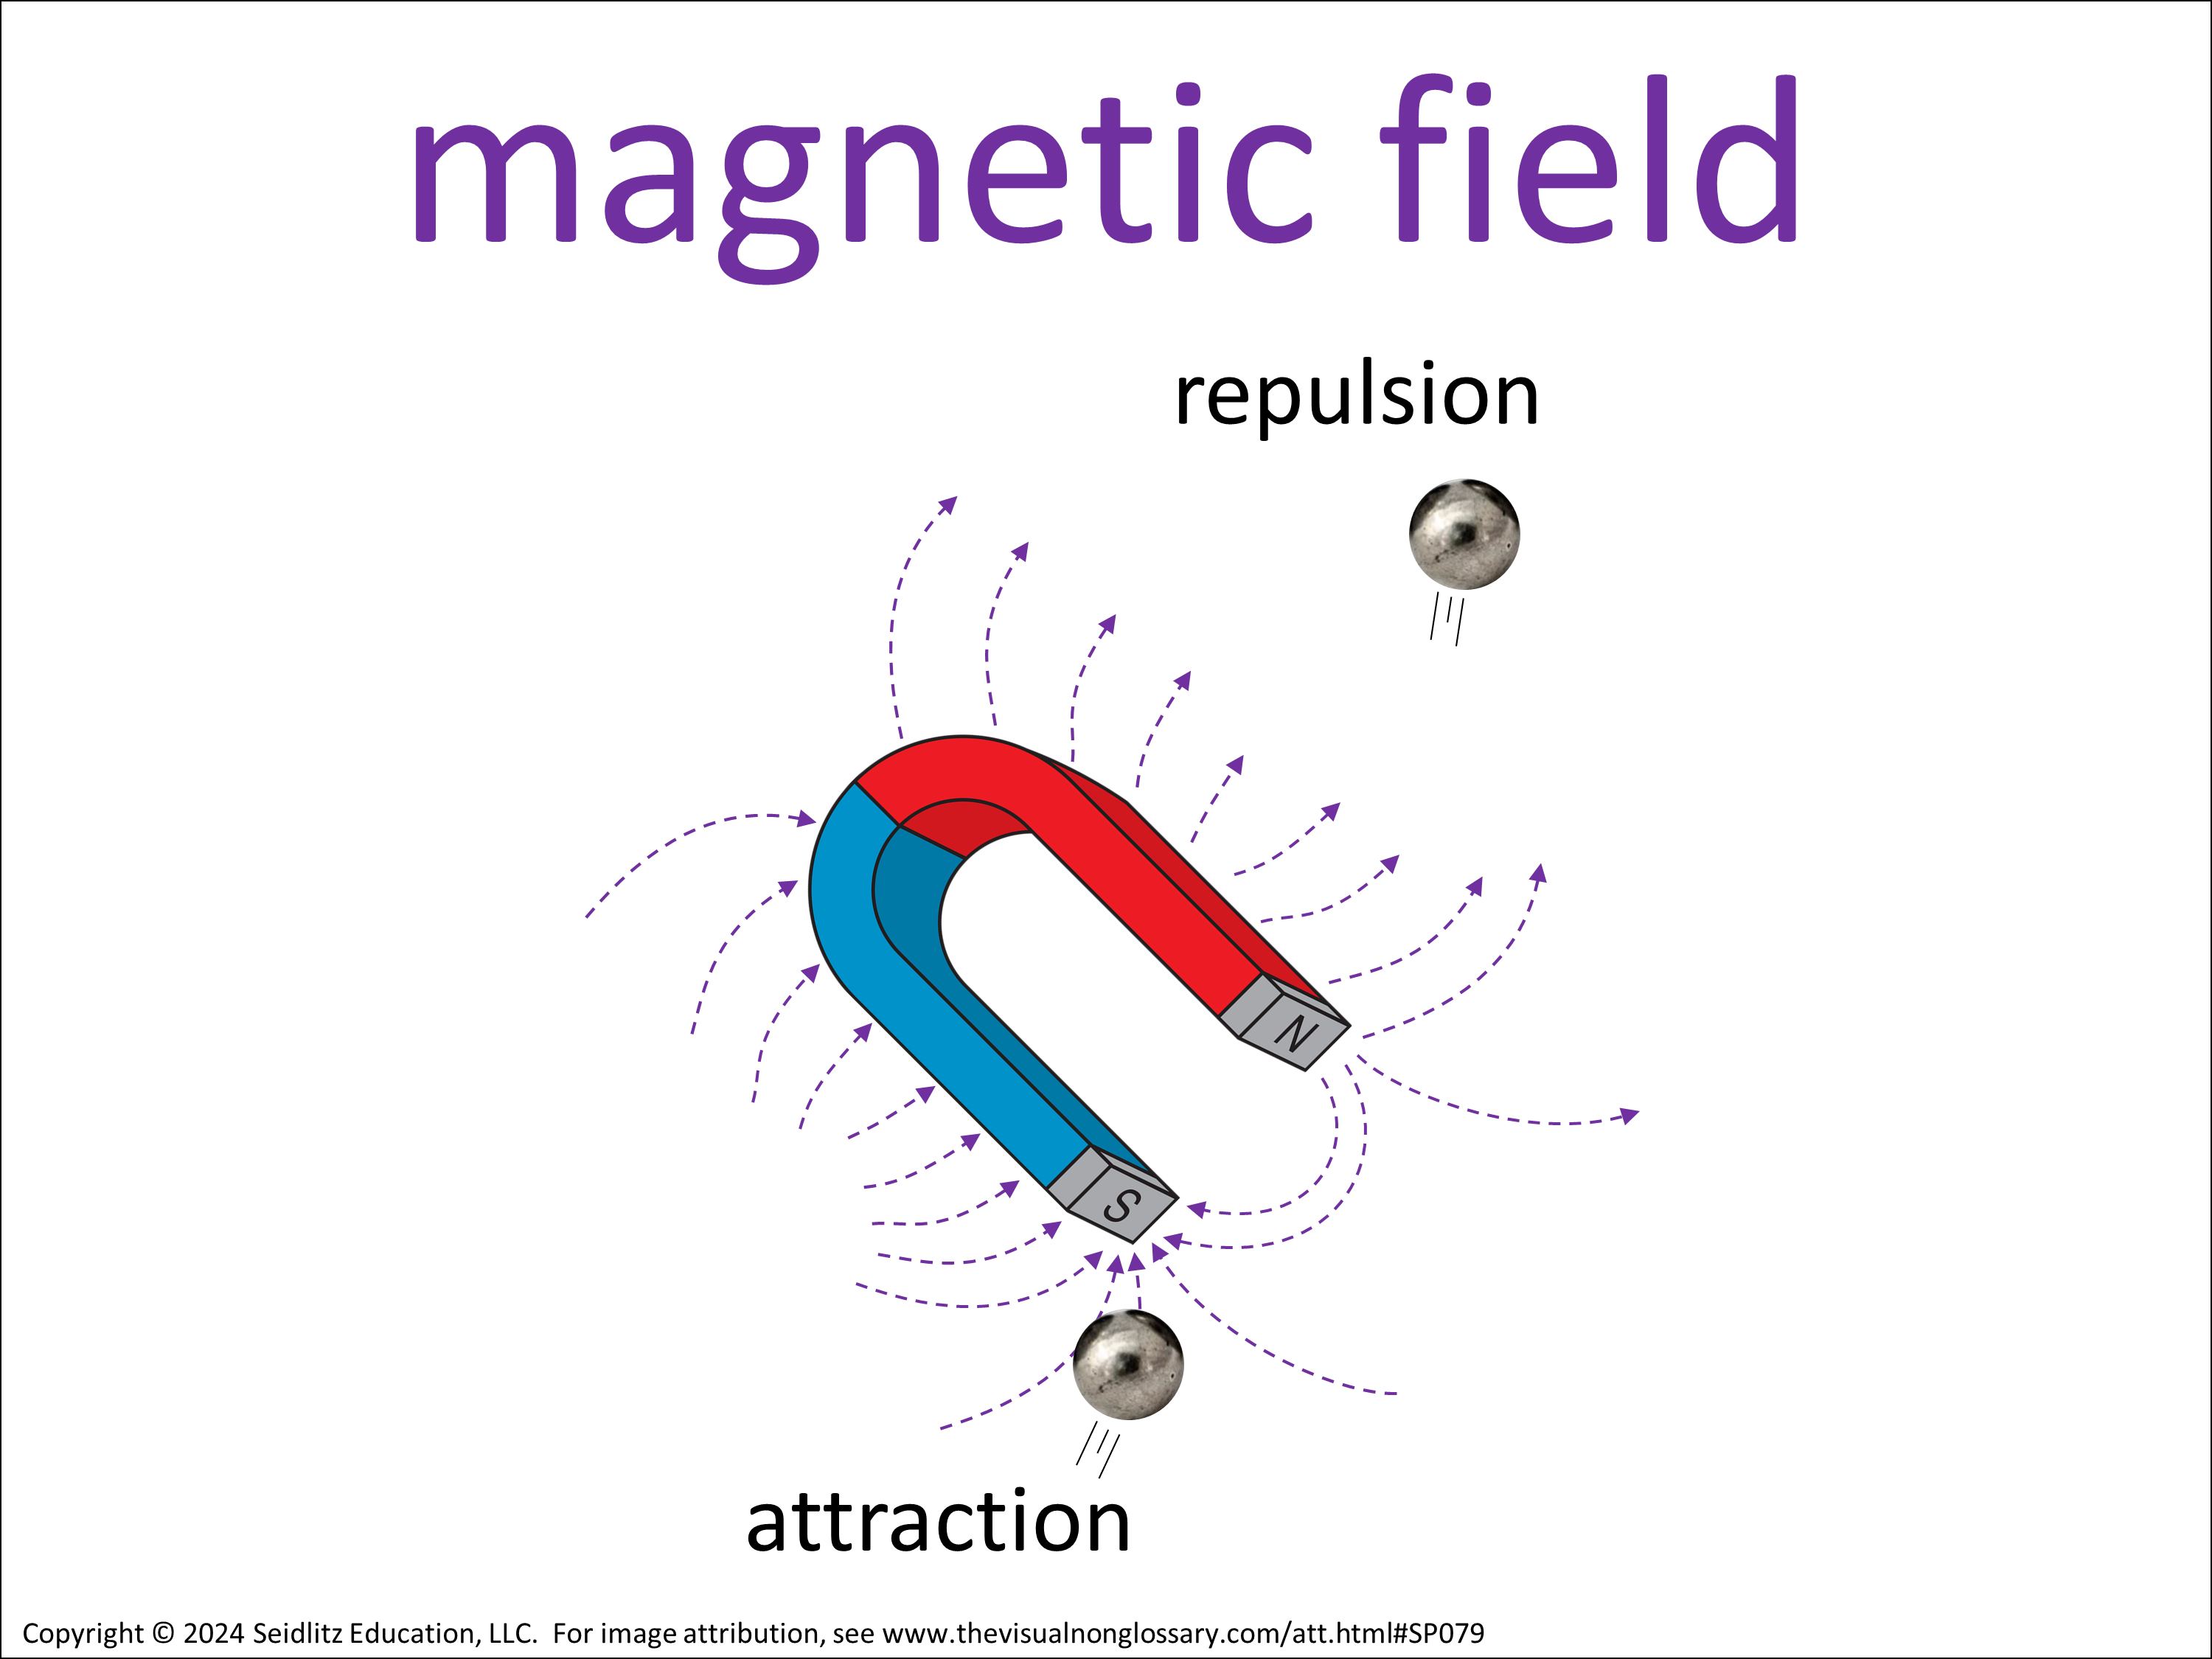 magnetic field
repulsion
N
S
attraction
Copyright © 2024 Seidlitz Education, LLC.  For image attribution, see www.thevisualnonglossary.com/att.html#SP079